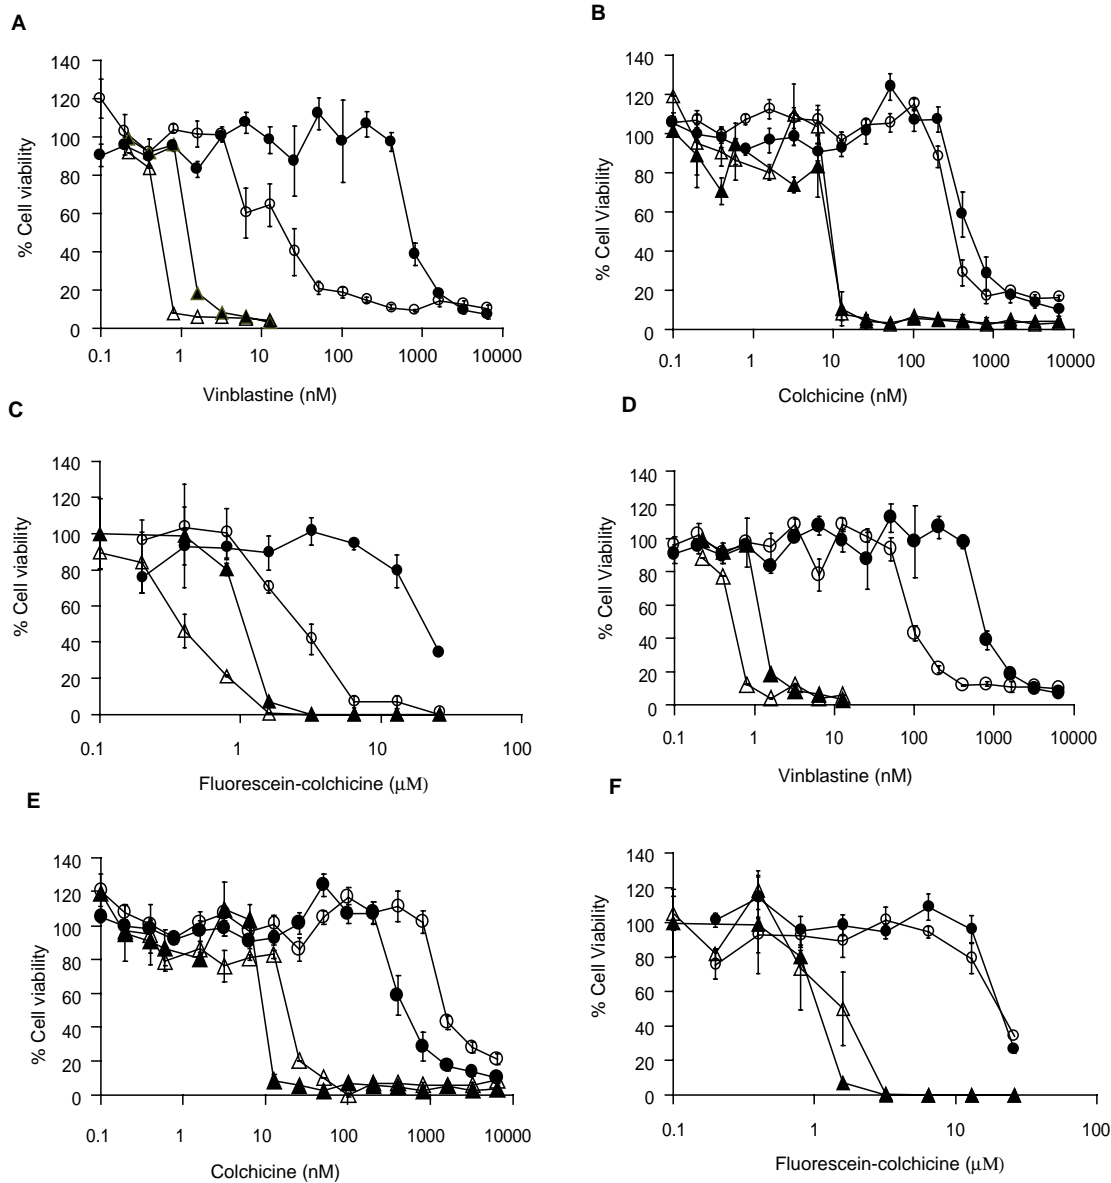 A
140
120
100
80
60
40
20
0
% Cell viability
0.1 1 10 100 1000 10000
Vinblastine (nM)
B
140
120
100
80
60
40
20
0
% Cell Viability
0.1 1 10 100 1000 10000
Colchicine (nM)
C
140
120
100
80
60
40
20
0
% Cell viability
0.1 1 10 100
Fluorescein-colchicine (μM)
D
140
120
100
80
60
40
20
0
% Cell Viability
0.1 1 10 100 1000 10000
Vinblastine (nM)
E
140
120
100
80
60
40
20
0
% Cell viability
0.1 1 10 100 1000 10000
Colchicine (nM)
F
140
120
100
80
60
40
20
0
% Cell Viability
0.1 1 10 100
Fluorescein-colchicine (μM)